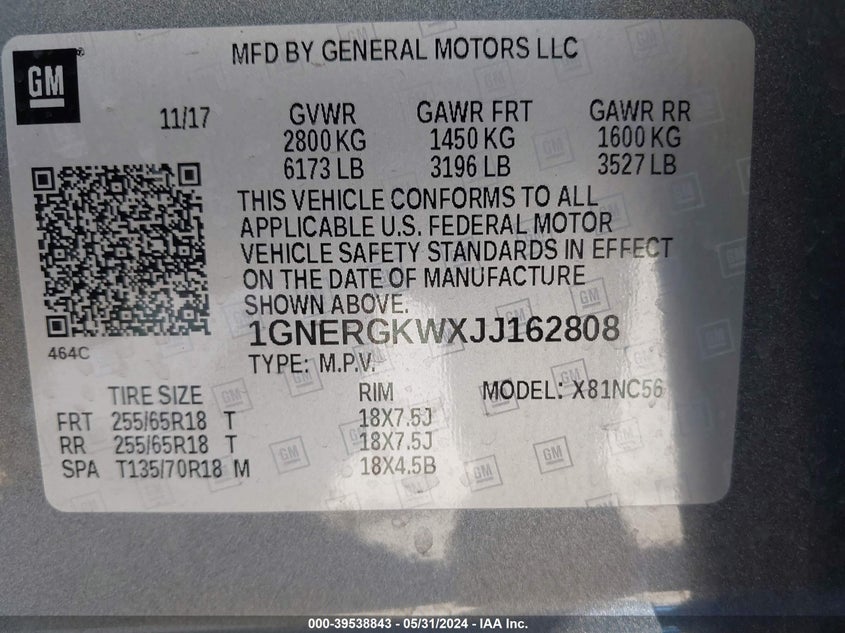 GM
MFD BY GENERAL MOTORS LLC
11/17 GVWR GAWR FRT GAWR RR
2800 KG 1450 KG 1600 KG
6173 LB 3196 LB 3527 LB
THIS VEHICLE CONFORMS TO ALL
APPLICABLE U.S. FEDERAL MOTOR
VEHICLE SAFETY STANDARDS IN EFFECT
ON THE DATE OF MANUFACTURE
SHOWN ABOVE.
1GNERGKWXJJ162808
464C
TYPE: M.P.V.
TIRE SIZE RIM MODEL: X81NC56
FRT 255/65R18 T 18X7.5J
RR 255/65R18 T 18X7.5J
SPA T135/70R18 M 18X4.5B
000-39538843 - 05/31/2024 - IAA Inc.